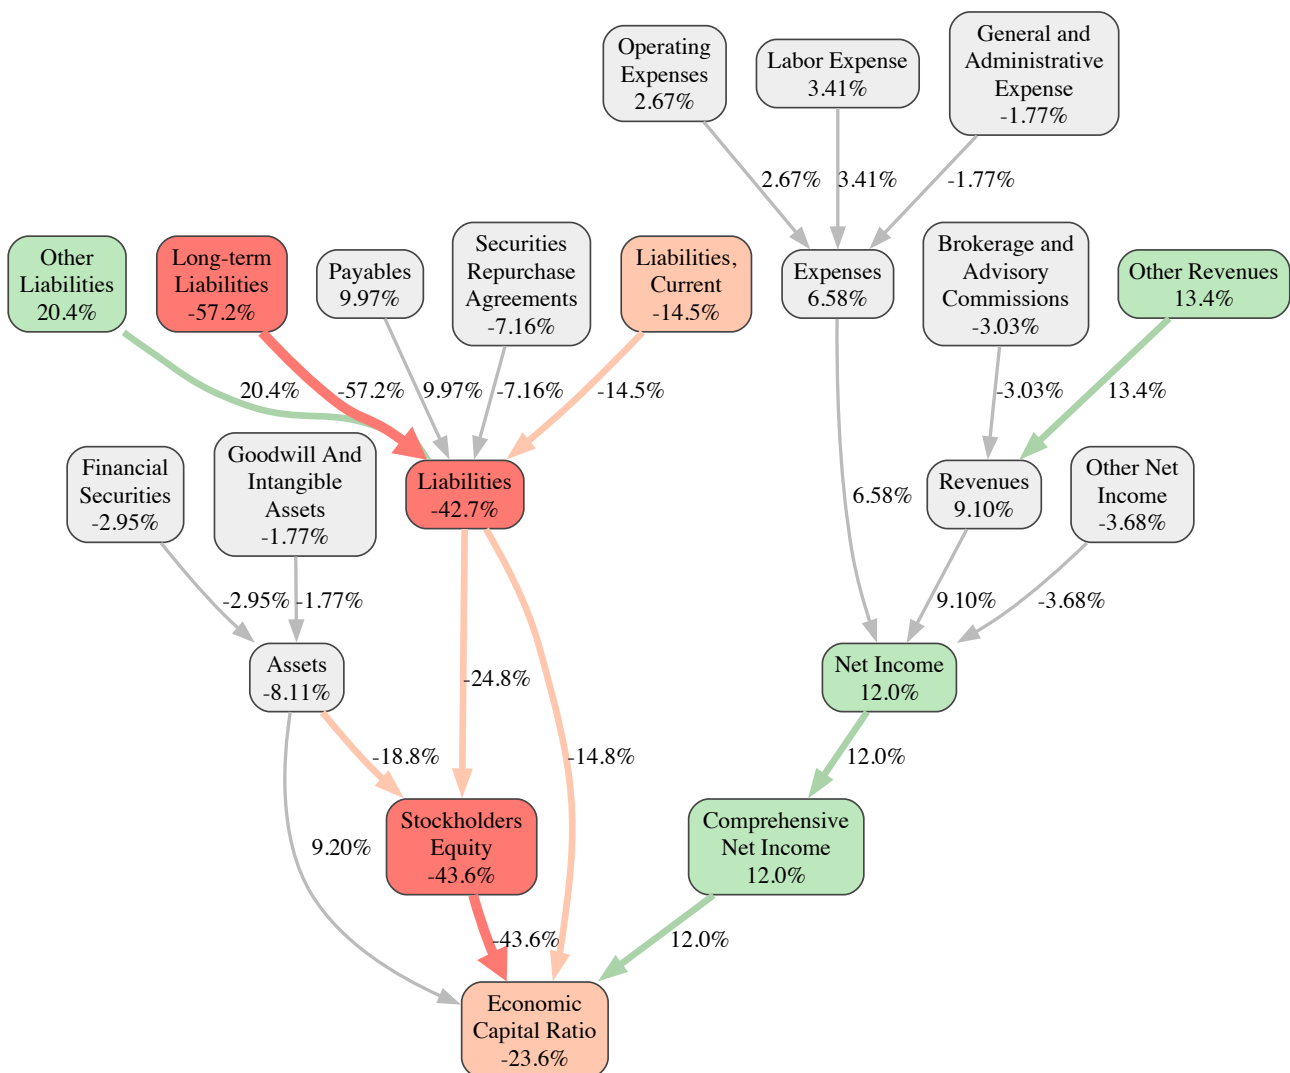 Operating
Expenses
2.67%
Labor Expense
3.41%
General and
Administrative
Expense
-1.77%
2.67%
3.41%
-1.77%
Other
Liabilities
20.4%
Long-term
Liabilities
-57.2%
Payables
9.97%
Securities
Repurchase
Agreements
-7.16%
Liabilities,
Current
-14.5%
Expenses
6.58%
Brokerage and
Advisory
Commissions
-3.03%
Other Revenues
13.4%
20.4%
-57.2%
9.97%
-7.16%
-14.5%
-3.03%
13.4%
Financial
Securities
-2.95%
Goodwill And
Intangible
Assets
-1.77%
Liabilities
-42.7%
6.58%
Revenues
9.10%
Other Net
Income
-3.68%
-2.95%
-1.77%
9.10%
-3.68%
Assets
-8.11%
-24.8%
Net Income
12.0%
-18.8%
-14.8%
12.0%
9.20%
Stockholders
Equity
-43.6%
Comprehensive
Net Income
12.0%
-43.6%
12.0%
Economic
Capital Ratio
-23.6%